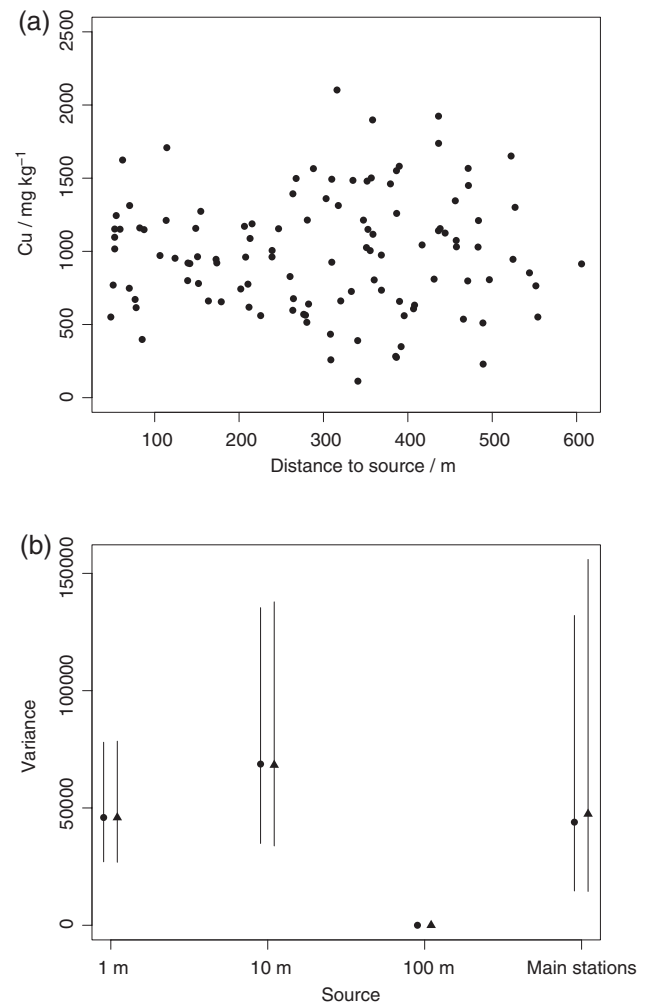 (a)
2500
2000
1500
1000
500
0
Cu / mg kg⁻¹
100 200 300 400 500 600
Distance to source / m
(b)
150000
100000
50000
0
Variance
1 m 10 m 100 m Main stations
Source